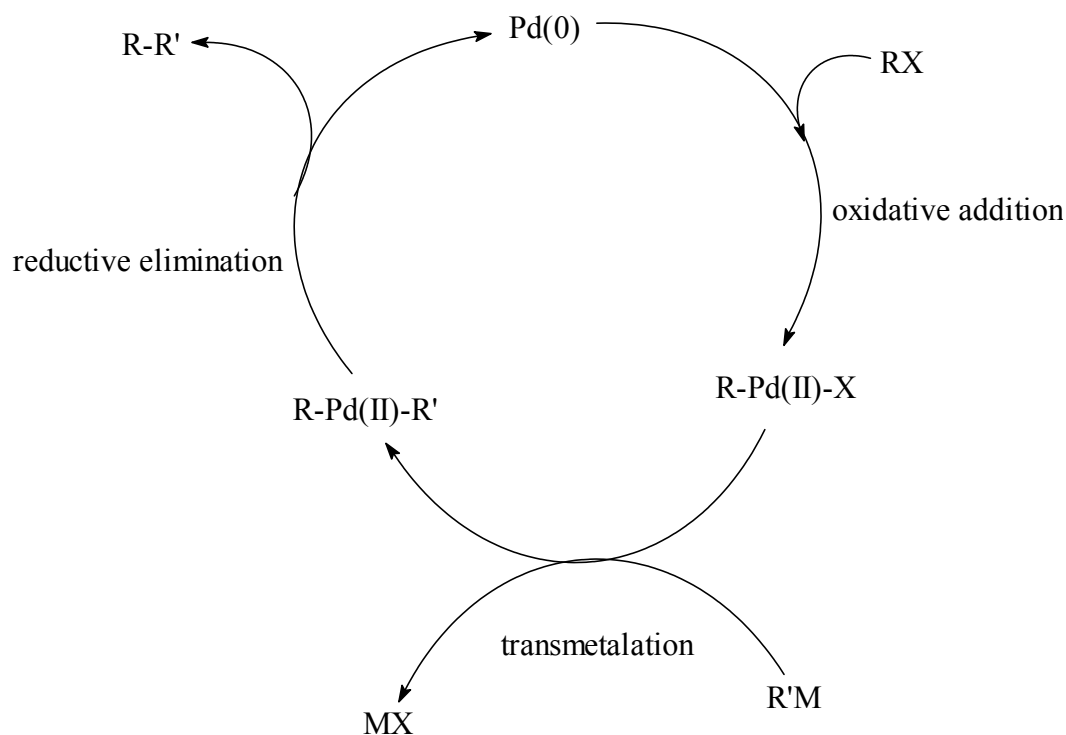 Pd(0)
R-R'
RX
oxidative addition
reductive elimination
R-Pd(II)-X
R-Pd(II)-R'
transmetalation
R'M
MX